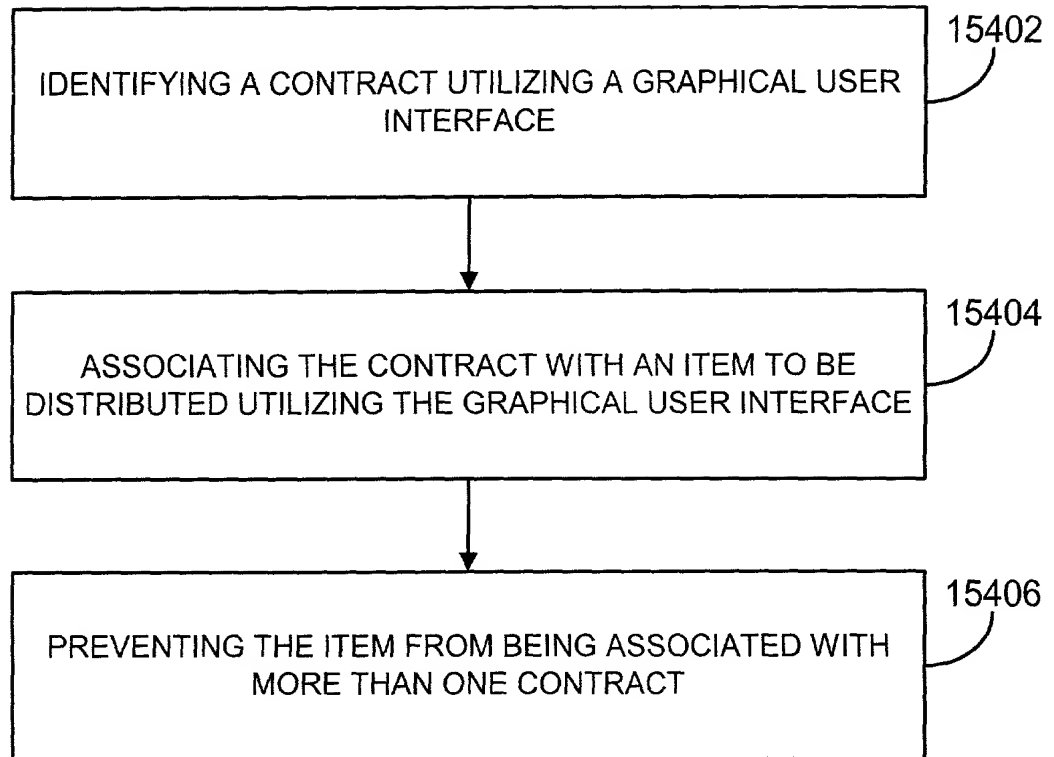 15402
IDENTIFYING A CONTRACT UTILIZING A GRAPHICAL USER
INTERFACE
15404
ASSOCIATING THE CONTRACT WITH AN ITEM TO BE
DISTRIBUTED UTILIZING THE GRAPHICAL USER INTERFACE
15406
PREVENTING THE ITEM FROM BEING ASSOCIATED WITH
MORE THAN ONE CONTRACT